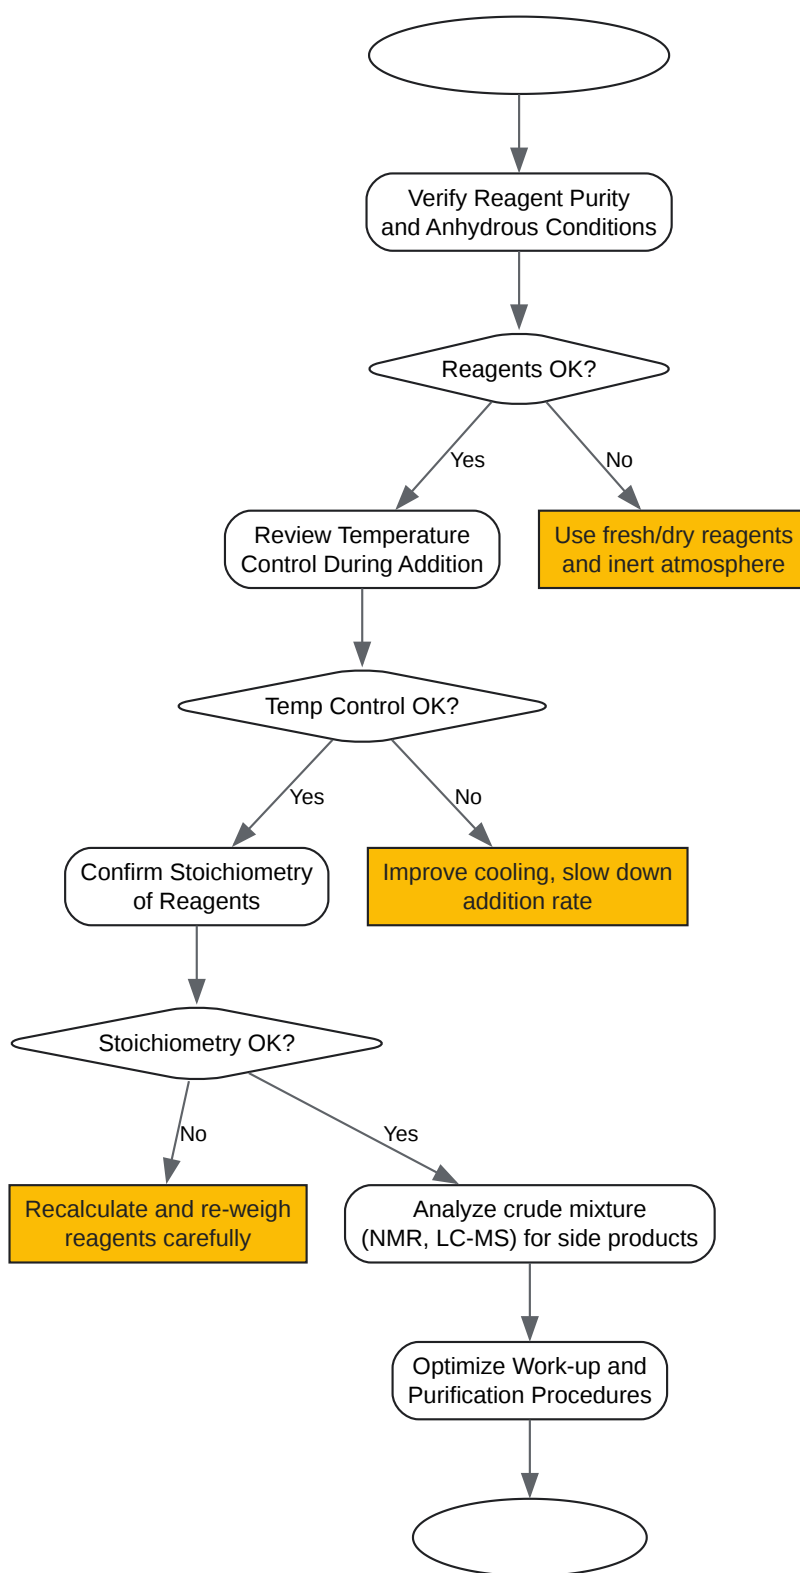 Verify Reagent Purity
and Anhydrous Conditions
Reagents OK?
Yes
No
Review Temperature
Control During Addition
Use fresh/dry reagents
and inert atmosphere
Temp Control OK?
Yes
No
Confirm Stoichiometry
of Reagents
Improve cooling, slow down
addition rate
Stoichiometry OK?
No
Yes
Recalculate and re-weigh
reagents carefully
Analyze crude mixture
(NMR, LC-MS) for side products
Optimize Work-up and
Purification Procedures